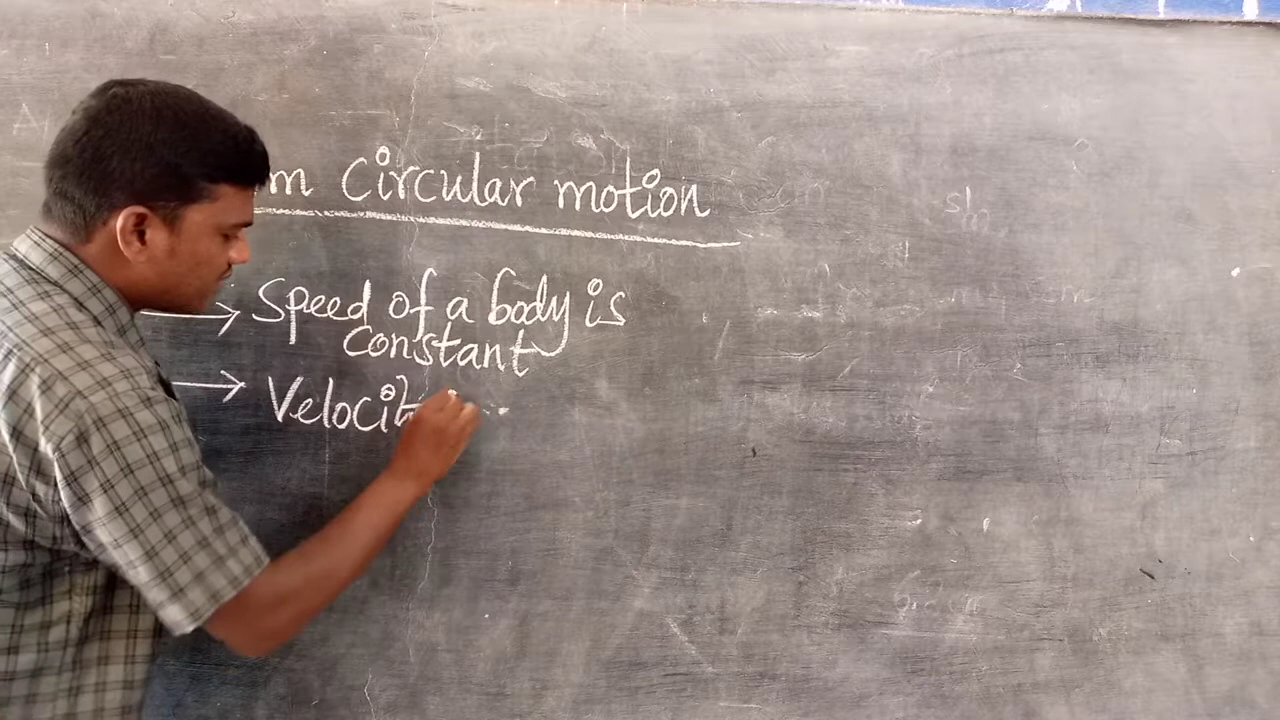 m Circular motion
→ Speed of a body is
constant
→ Velocit